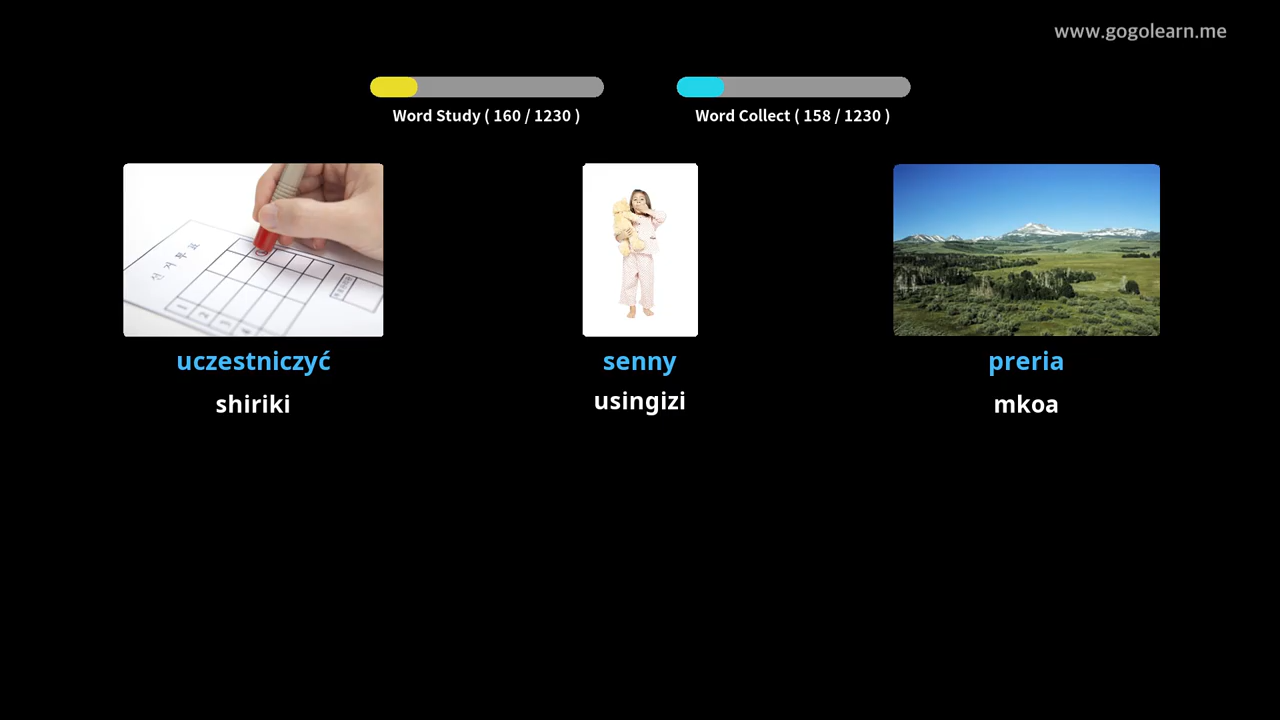 www.gogolearn.me
Word Study ( 160 / 1230 )
Word Collect ( 158 / 1230 )
uczestniczyć
senny
preria
shiriki
usingizi
mkoa